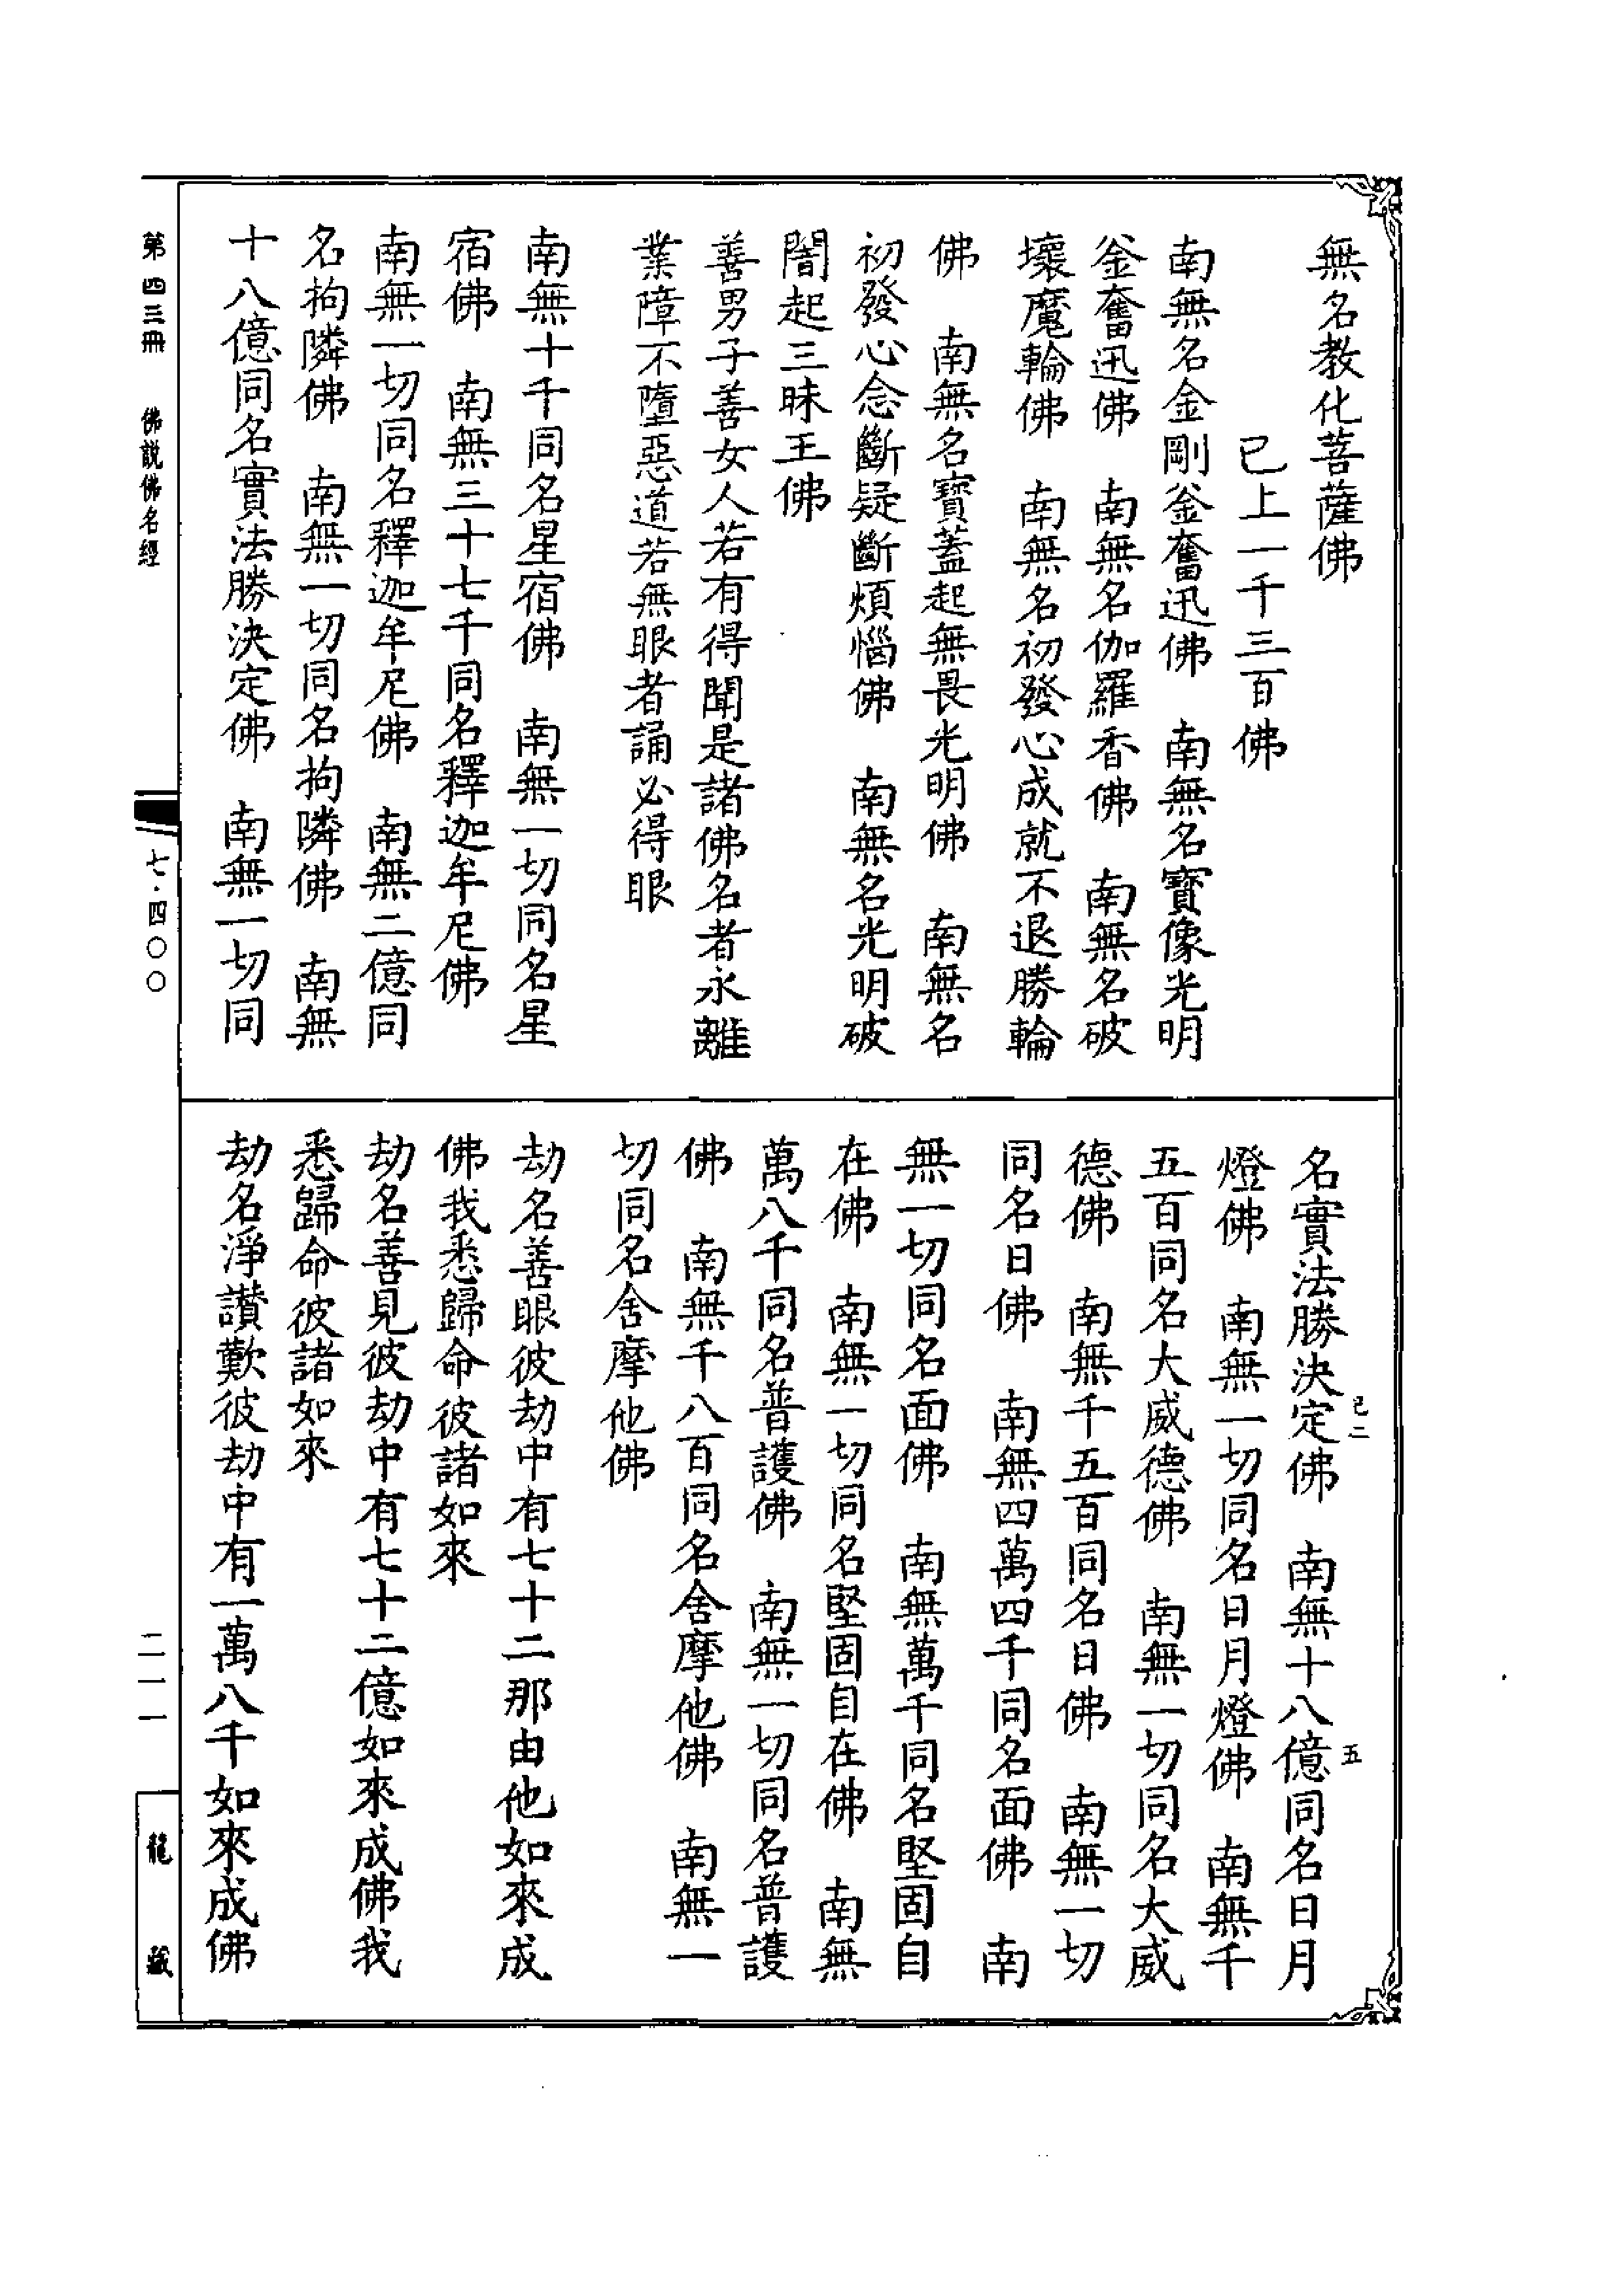 無名教化菩薩佛
已上一千三百佛
南無名金剛釜奮迅佛　南無名寶像光明
釜奮迅佛　南無名伽羅香佛　南無名破
壞魔輪佛　南無名初發心成就不退勝輪
佛　南無名寶蓋起無畏光明佛　南無名
初發心念斷疑斷煩惱佛　南無名光明破
闇起三昧王佛
善男子善女人若有得聞是諸佛名者永離
業障不墮惡道若無眼者誦必得眼
南無十千同名星宿佛　南無一切同名星
宿佛　南無三十七千同名釋迦牟尼佛
南無一切同名釋迦牟尼佛　南無二億同
名拘隣佛　南無一切同名拘隣佛　南無
十八億同名實法勝決定佛　南無一切同
名實法勝決定佛　南無十八億同名日月
燈佛　南無一切同名日月燈佛　南無千
五百同名大威德佛　南無一切同名大威
德佛　南無千五百同名日佛　南無一切
同名日佛　南無四萬四千同名面佛　南
無一切同名面佛　南無萬千同名堅固自
在佛　南無一切同名堅固自在佛　南無
萬八千同名普護佛　南無一切同名普護
佛　南無千八百同名舍摩他佛　南無一
切同名舍摩他佛
劫名善眼彼劫中有七十二那由他如來成
佛我悉歸命彼諸如來
劫名善見彼劫中有七十二億如來成佛我
悉歸命彼諸如來
劫名淨讚歎彼劫中有一萬八千如來成佛
己二
五
第四三冊　佛說佛名經
七·四〇〇
二一一
龍藏